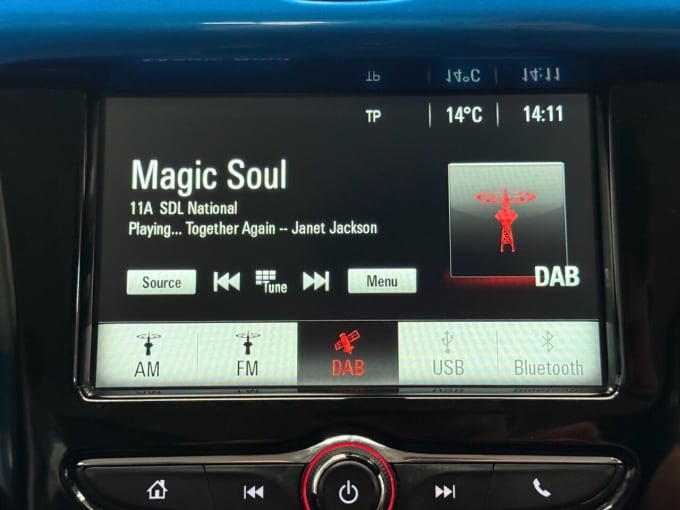 TP 14°C 14:11
Magic Soul
11A SDL National
Playing... Together Again -- Janet Jackson
DAB
Source Tune Menu
AM FM DAB USB Bluetooth